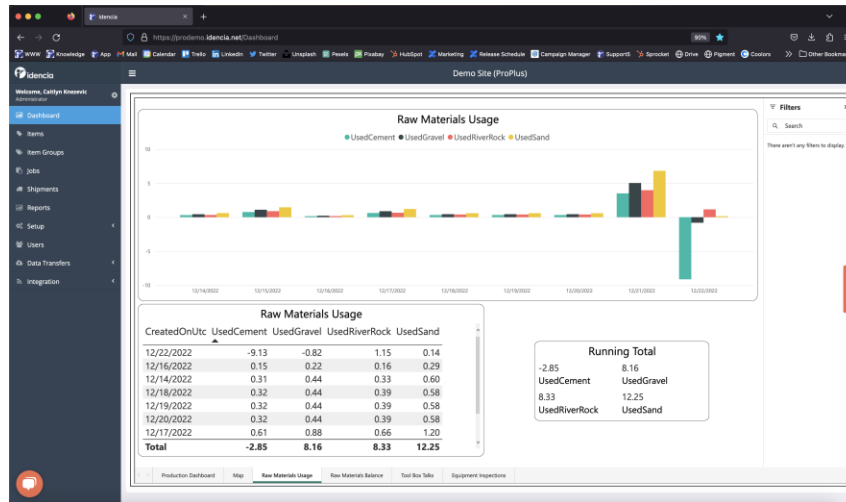 idencia
https://prodemo.idencia.net/Dashboard
90%
WWW Knowledge App Mail Calendar Trello LinkedIn Twitter Unsplash Pexels Pixabay HubSpot Marketing Release Schedule Campaign Manager Support5 Sprocket Drive Pigment Coolors Other Bookmar
idencia
Demo Site (ProPlus)
Welcome, Caitlyn Knezevic
Administrator
Dashboard
Items
Item Groups
Jobs
Shipments
Reports
Setup
Users
Data Transfers
Integration
Raw Materials Usage
UsedCement UsedGravel UsedRiverRock UsedSand
10
5
0
-5
-10
12/14/2022 12/15/2022 12/16/2022 12/17/2022 12/18/2022 12/19/2022 12/20/2022 12/21/2022 12/22/2022
Filters
Search
There aren't any filters to display.
Raw Materials Usage
CreatedOnUtc UsedCement UsedGravel UsedRiverRock UsedSand
12/22/2022 -9.13 -0.82 1.15 0.14
12/16/2022 0.15 0.22 0.16 0.29
12/14/2022 0.31 0.44 0.33 0.60
12/18/2022 0.32 0.44 0.39 0.58
12/19/2022 0.32 0.44 0.39 0.58
12/20/2022 0.32 0.44 0.39 0.58
12/17/2022 0.61 0.88 0.66 1.20
Total -2.85 8.16 8.33 12.25
Running Total
-2.85 8.16
UsedCement UsedGravel
8.33 12.25
UsedRiverRock UsedSand
Production Dashboard Map Raw Materials Usage Raw Materials Balance Tool Box Talks Equipment Inspections